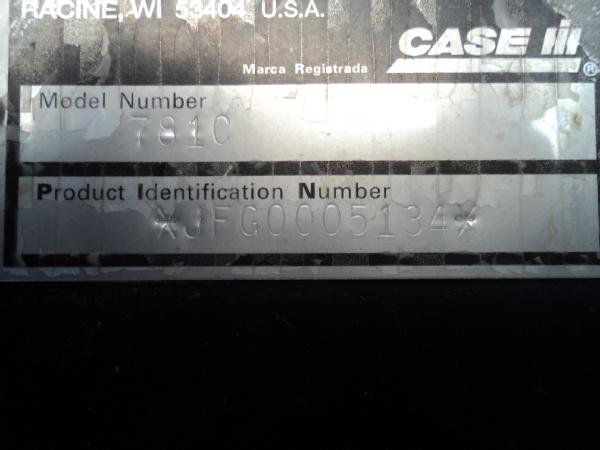 RACINE, WI 53404 U.S.A.
CASE IH
Marca Registrada ®
Model Number
781C
Product Identification Number
*JFG0005134*